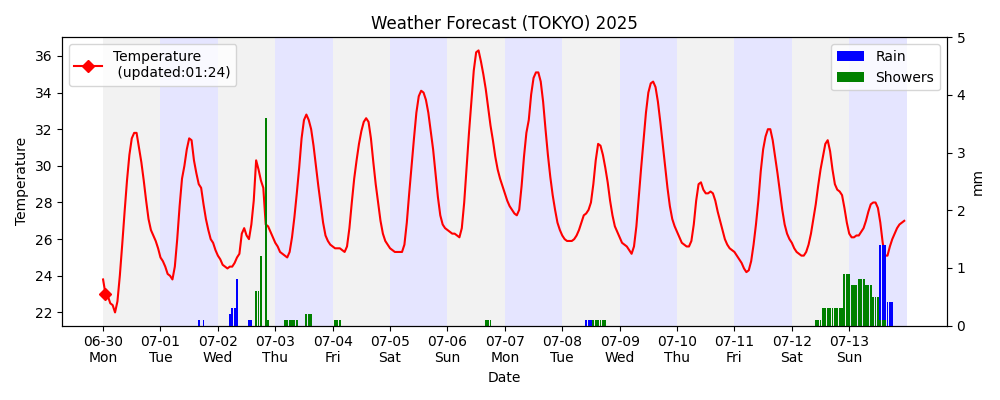 Weather Forecast (TOKYO) 2025
Temperature
(updated:01:24)
Rain
Showers
Temperature
36
34
32
30
28
26
24
22
5
4
3
2
1
0
mm
06-30 07-01 07-02 07-03 07-04 07-05 07-06 07-07 07-08 07-09 07-10 07-11 07-12 07-13
Mon Tue Wed Thu Fri Sat Sun Mon Tue Wed Thu Fri Sat Sun
Date